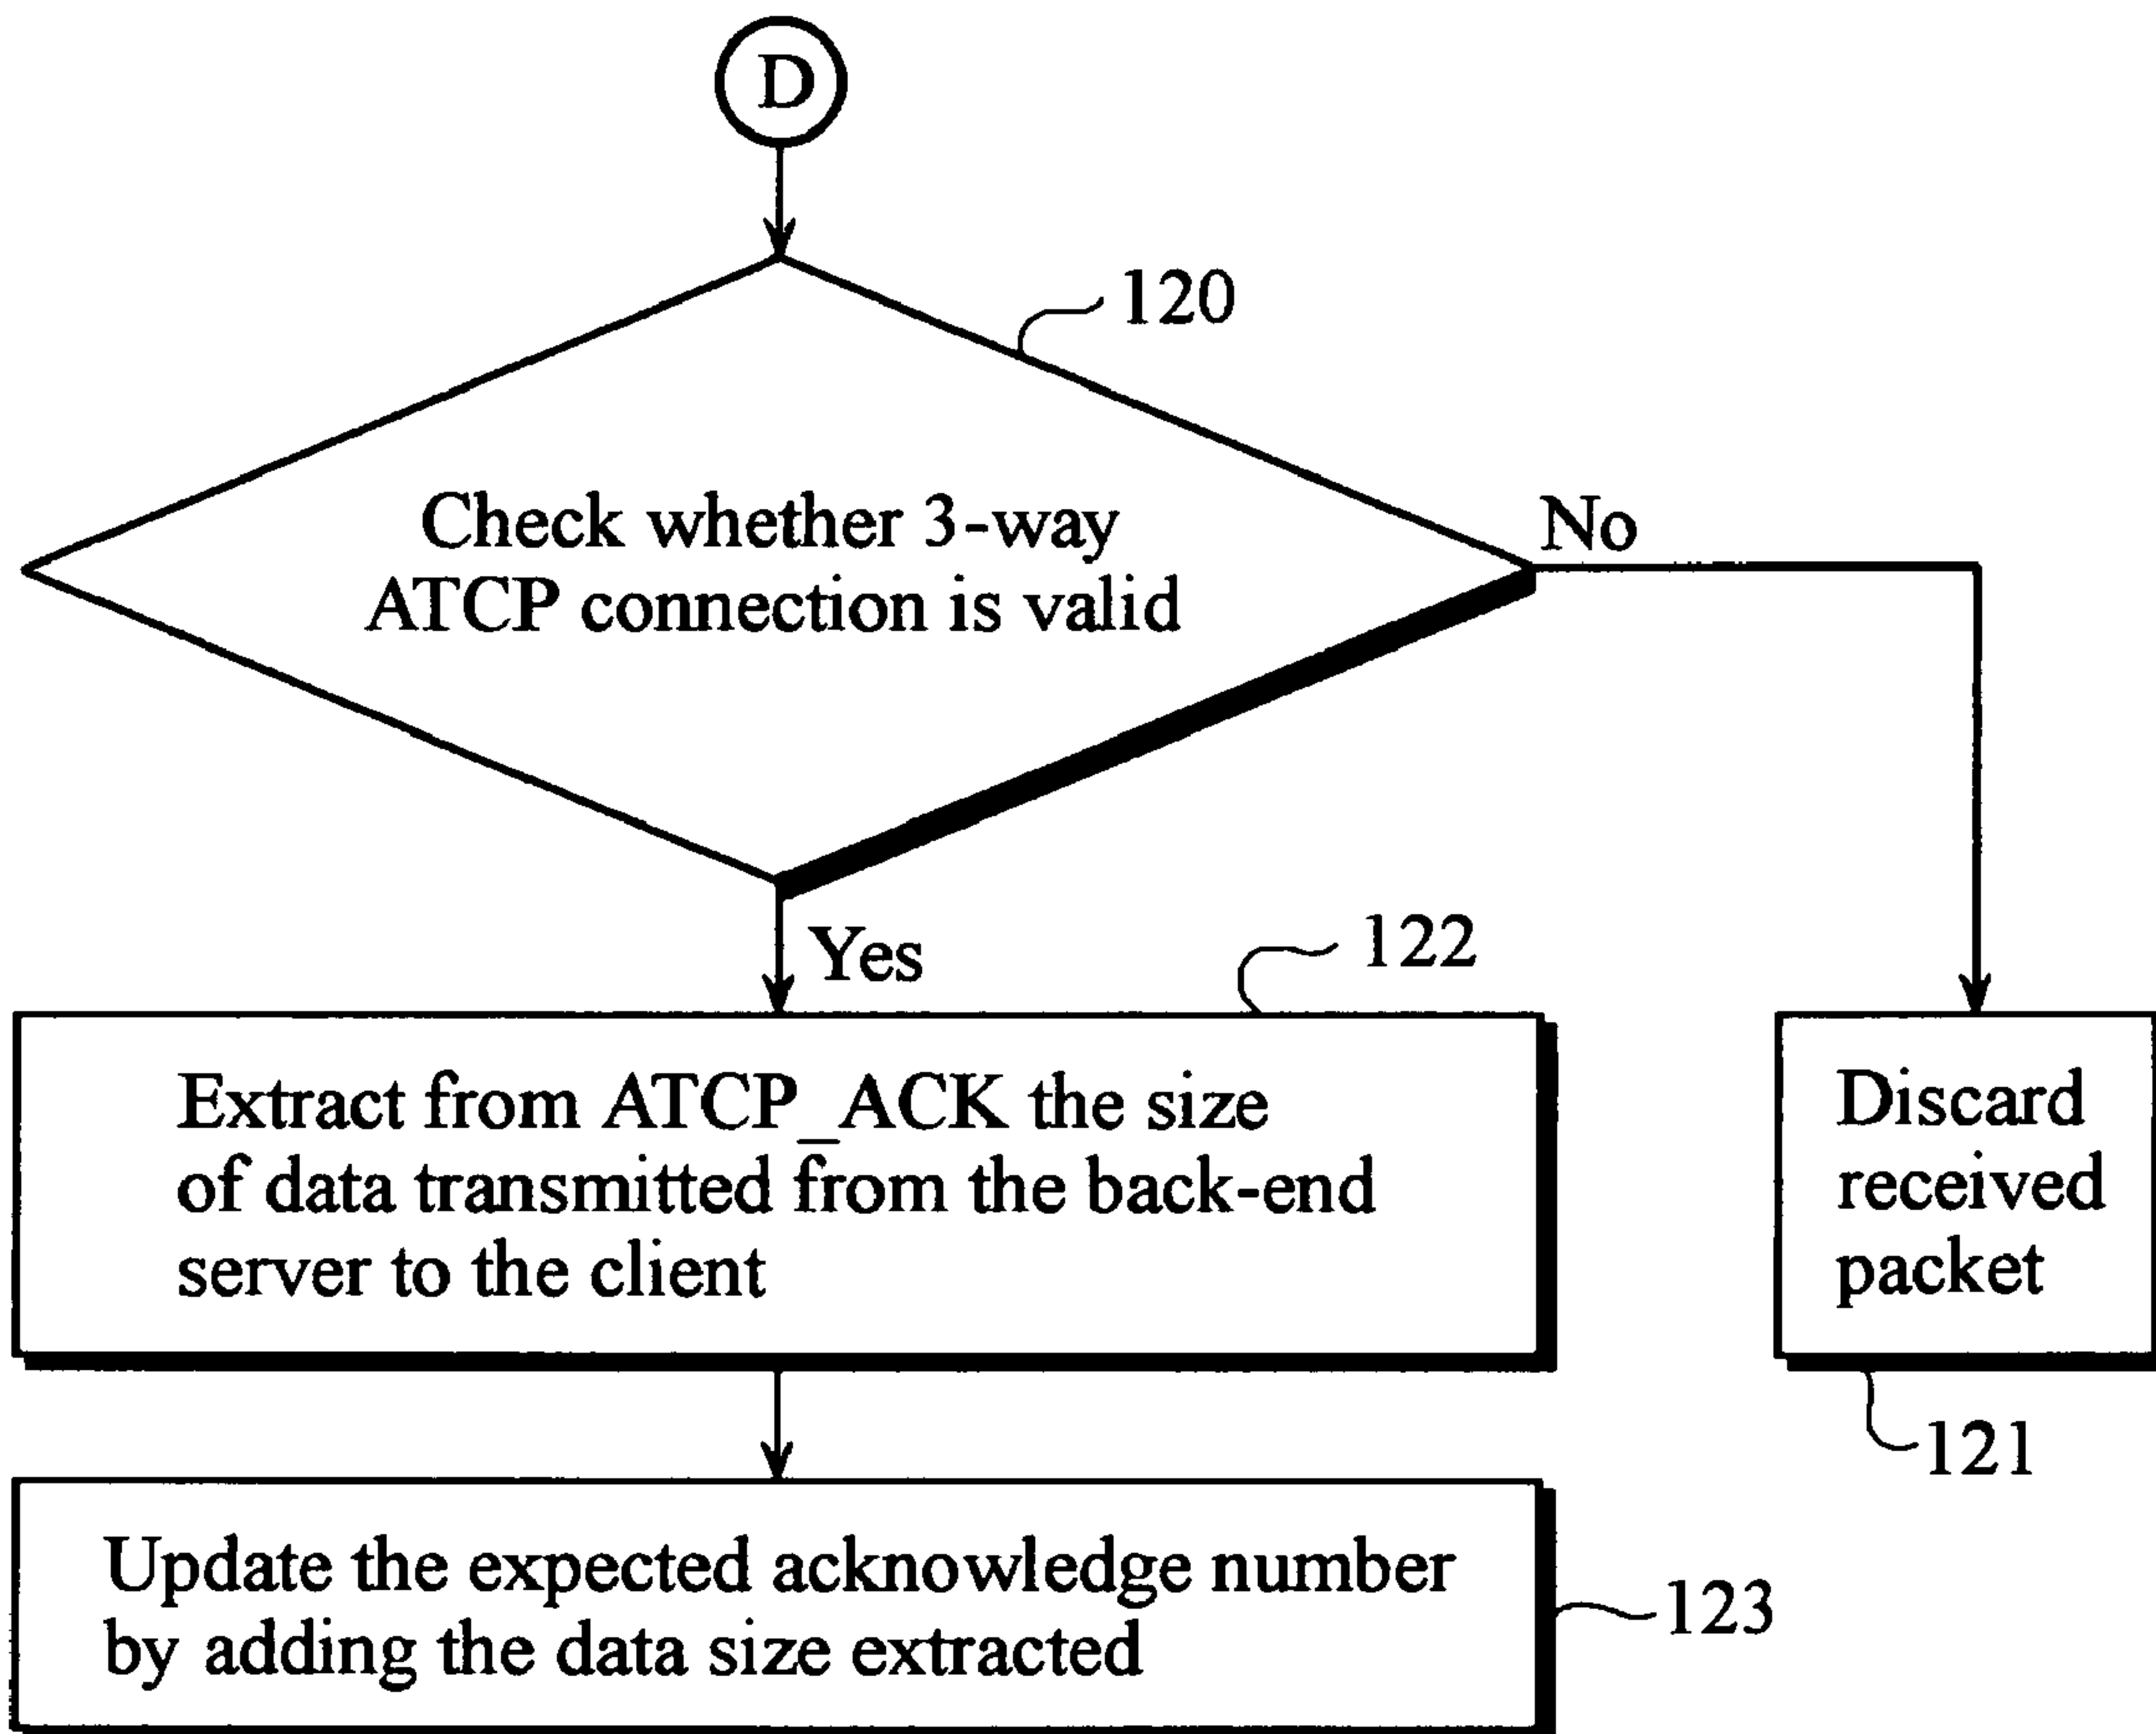 D
120
Check whether 3-way
ATCP connection is valid
No
Yes
122
Extract from ATCP_ACK the size
of data transmitted from the back-end
server to the client
Discard
received
packet
121
Update the expected acknowledge number
by adding the data size extracted
123